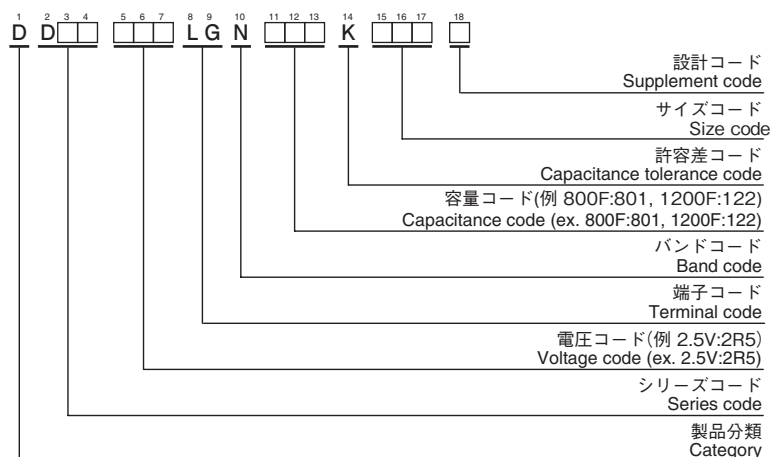 1 2 3 4 5 6 7 8 9 10 11 12 13 14 15 16 17 18
D D□□ □□□ LG N □□□ K □□□ □
設計コード
Supplement code
サイズコード
Size code
許容差コード
Capacitance tolerance code
容量コード(例 800F:801, 1200F:122)
Capacitance code (ex. 800F:801, 1200F:122)
バンドコード
Band code
端子コード
Terminal code
電圧コード(例 2.5V:2R5)
Voltage code (ex. 2.5V:2R5)
シリーズコード
Series code
製品分類
Category